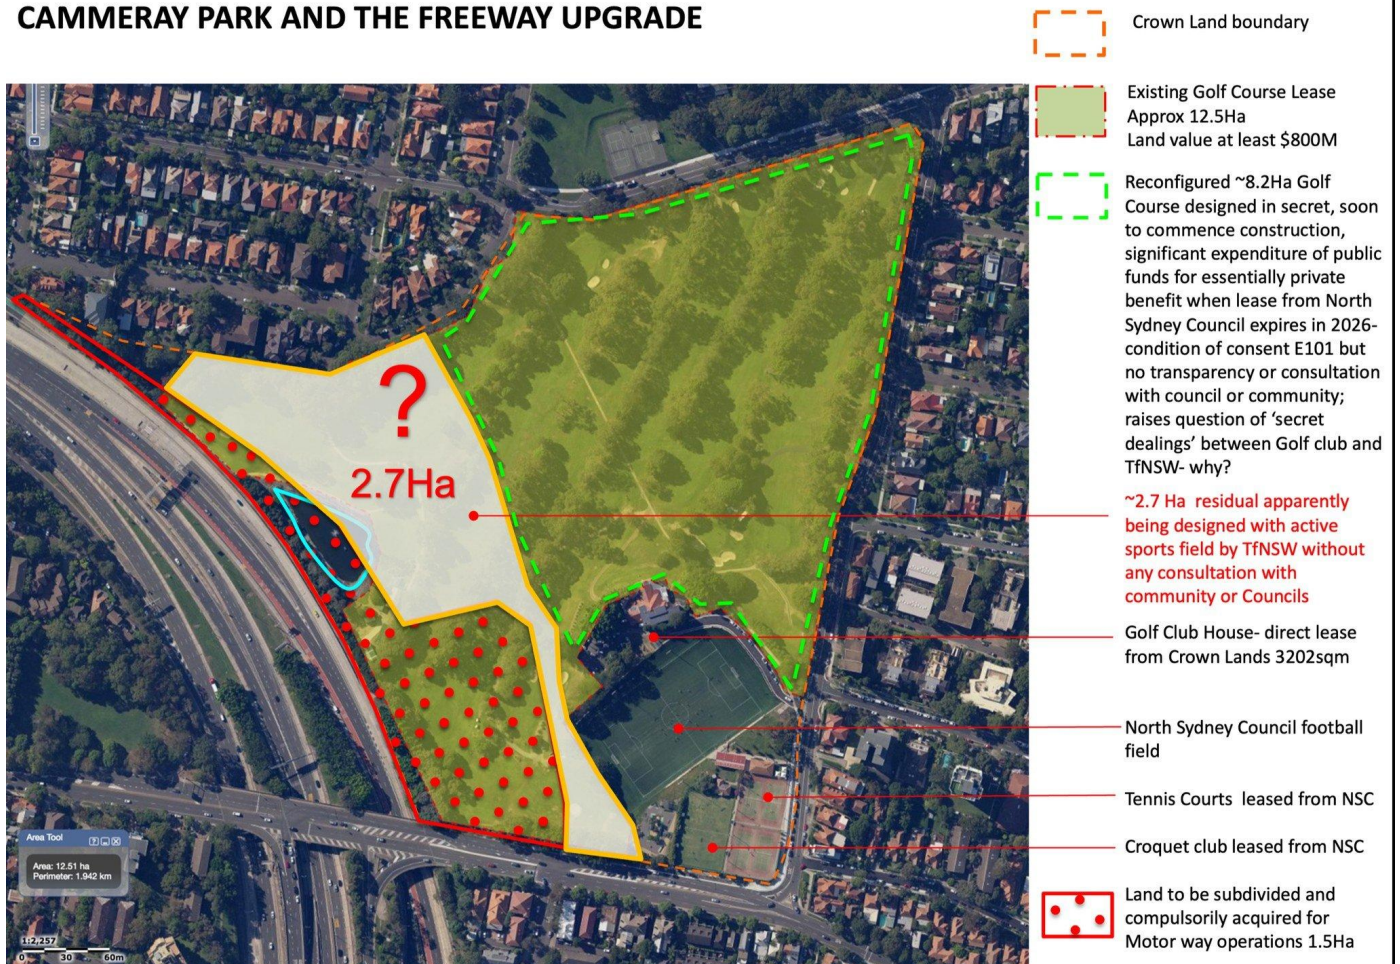 CAMMERAY PARK AND THE FREEWAY UPGRADE
Crown Land boundary
Existing Golf Course Lease
Approx 12.5Ha
Land value at least $800M
Reconfigured ~8.2Ha Golf
Course designed in secret, soon
to commence construction,
significant expenditure of public
funds for essentially private
benefit when lease from North
Sydney Council expires in 2026-
condition of consent E101 but
no transparency or consultation
with council or community;
raises question of ‘secret
dealings’ between Golf club and
TfNSW- why?
?
2.7Ha
~2.7 Ha  residual apparently
being designed with active
sports field by TfNSW without
any consultation with
community or Councils
Golf Club House- direct lease
from Crown Lands 3202sqm
North Sydney Council football
field
Tennis Courts  leased from NSC
Croquet club leased from NSC
Land to be subdivided and
compulsorily acquired for
Motor way operations 1.5Ha
Area Tool
Area: 12.51 ha
Perimeter: 1.942 km
1:2,257
0 30 60m